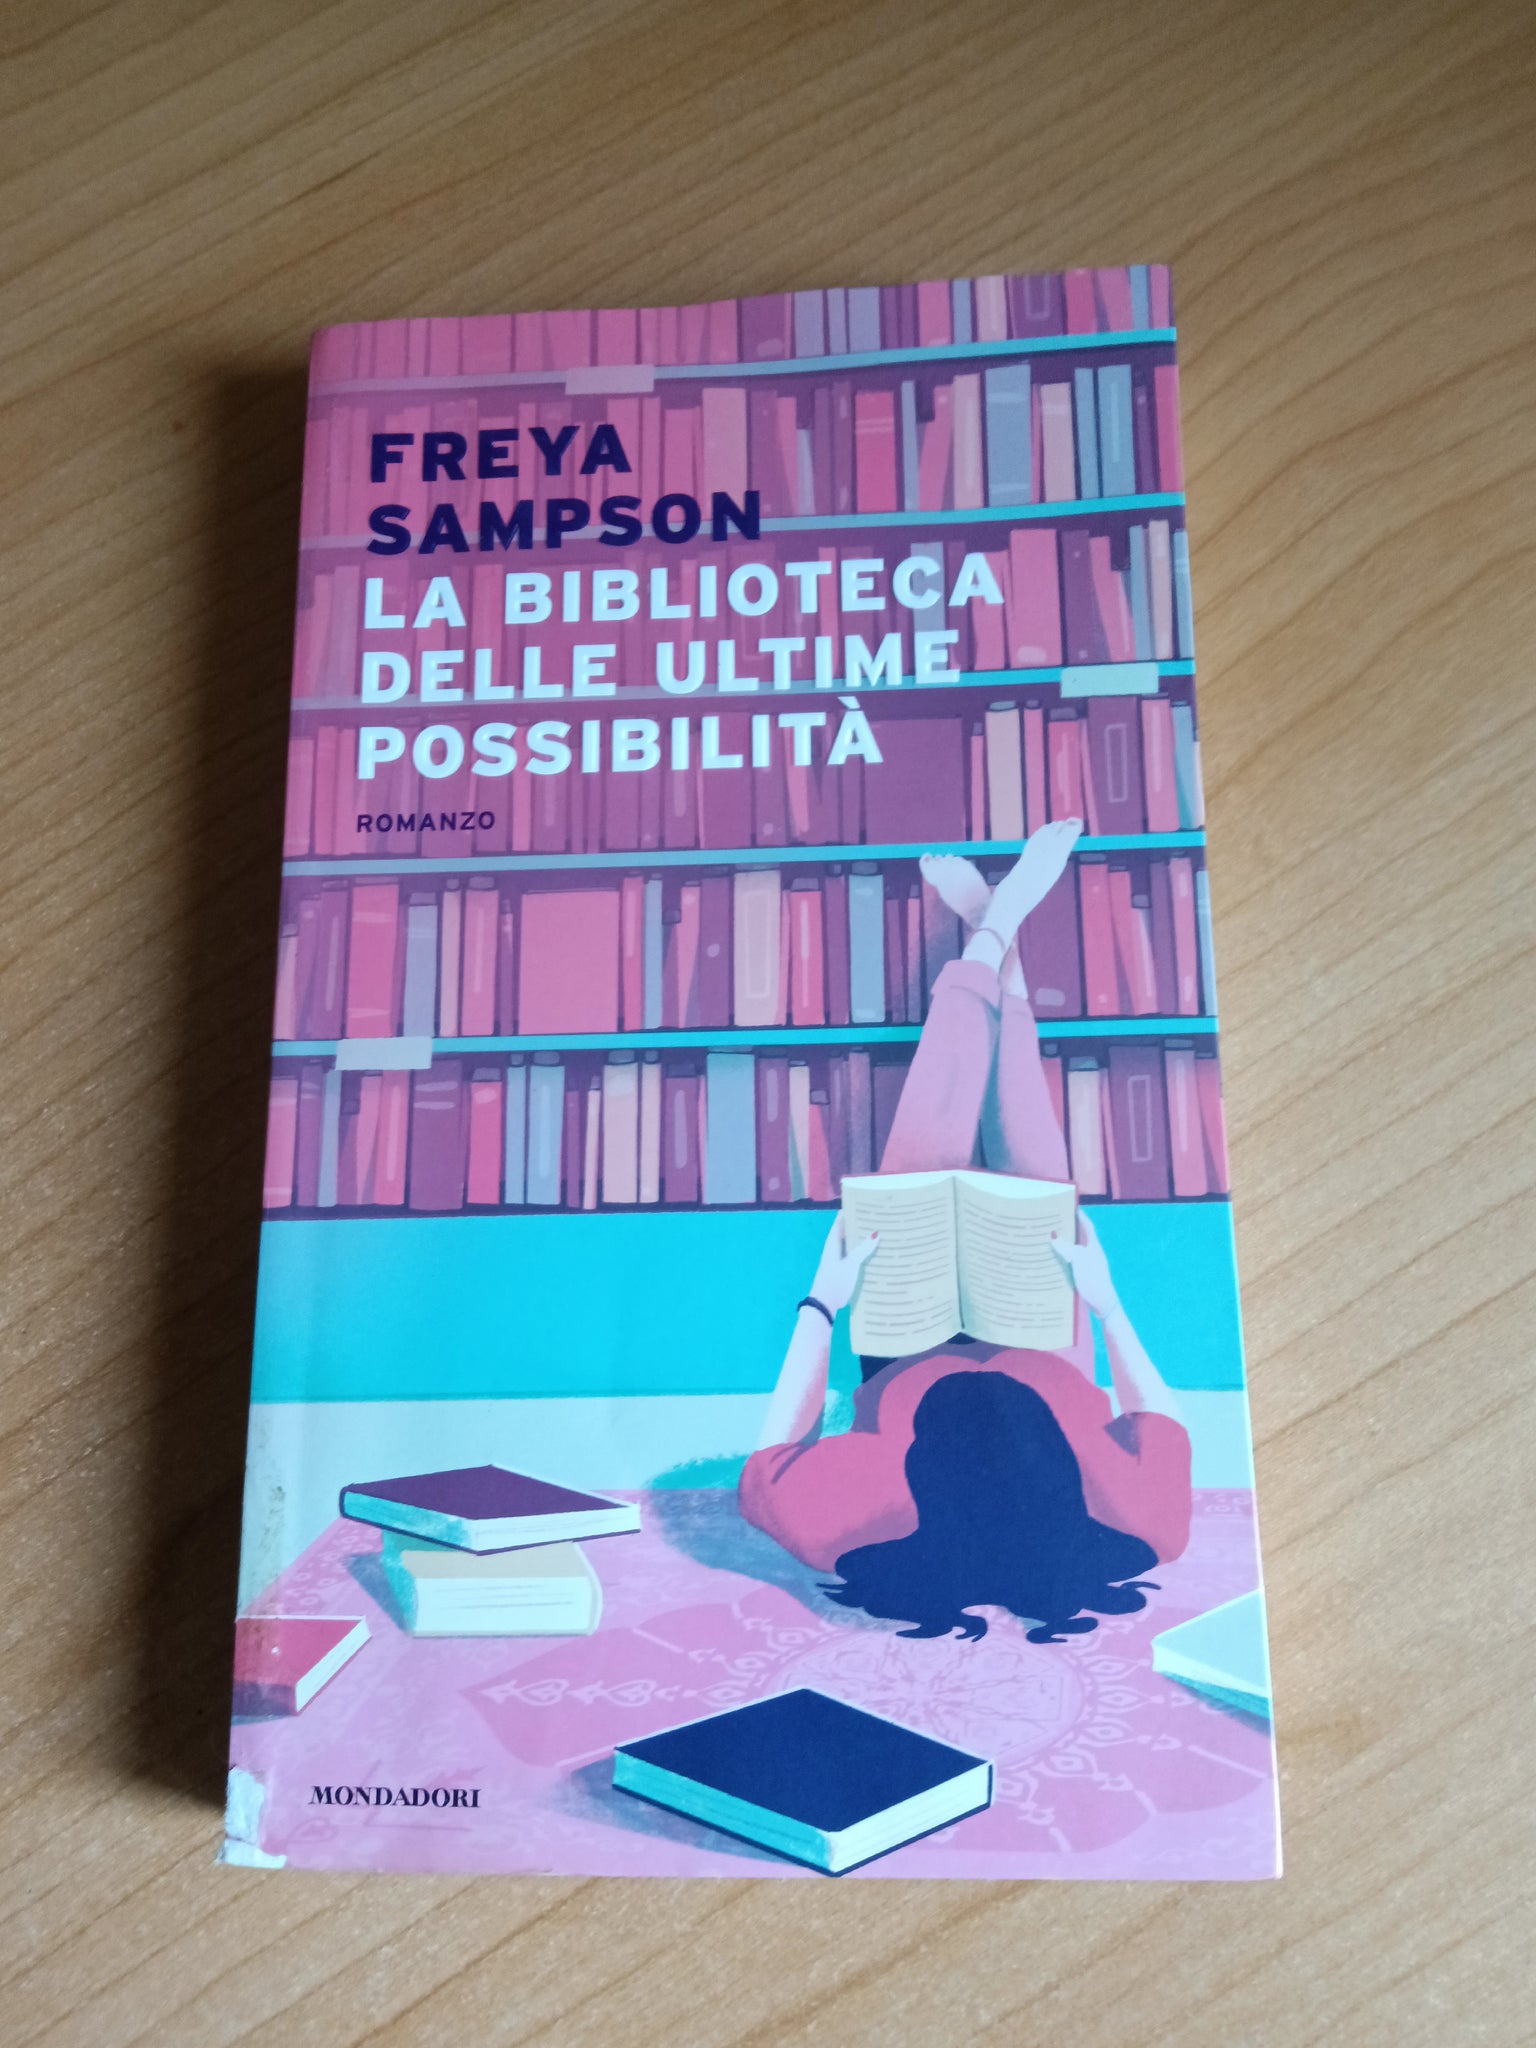 FREYA
SAMPSON
LA BIBLIOTECA
DELLE ULTIME
POSSIBILITÀ
ROMANZO
MONDADORI